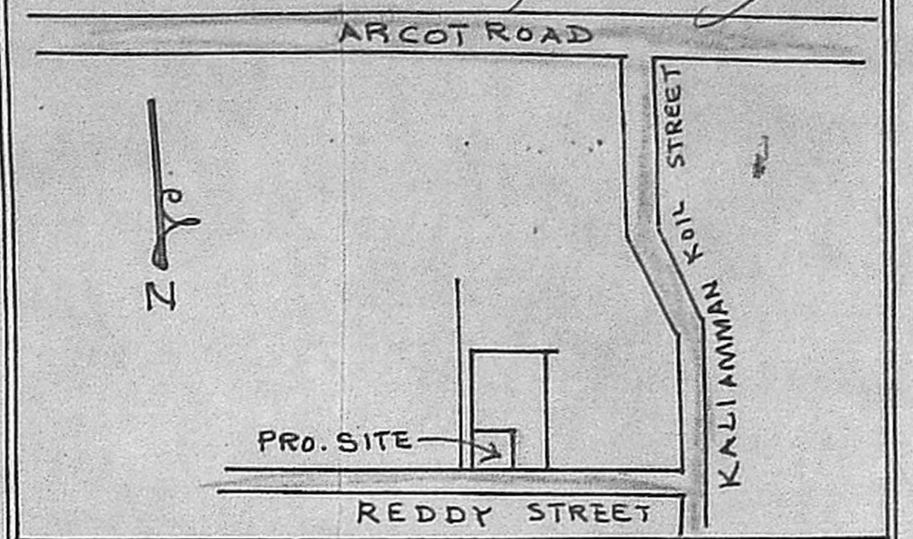 ARCOT ROAD
KALIAMMAN KOIL STREET
N
PRO. SITE
REDDY STREET